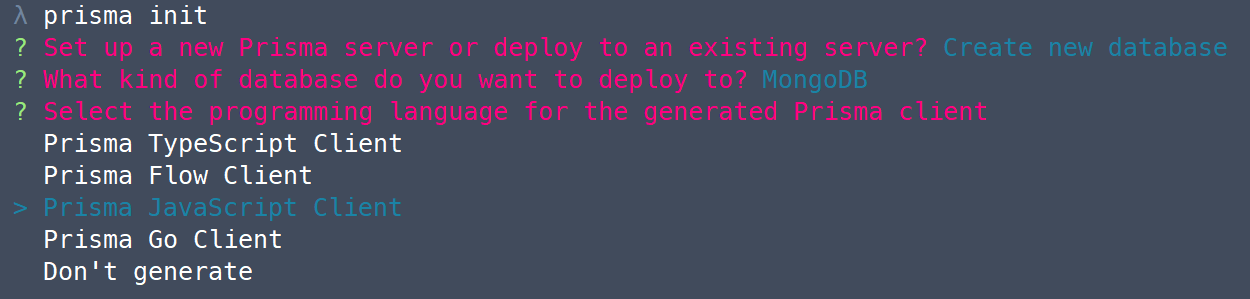 λ prisma init
? Set up a new Prisma server or deploy to an existing server? Create new database
? What kind of database do you want to deploy to? MongoDB
? Select the programming language for the generated Prisma client
Prisma TypeScript Client
Prisma Flow Client
> Prisma JavaScript Client
Prisma Go Client
Don't generate